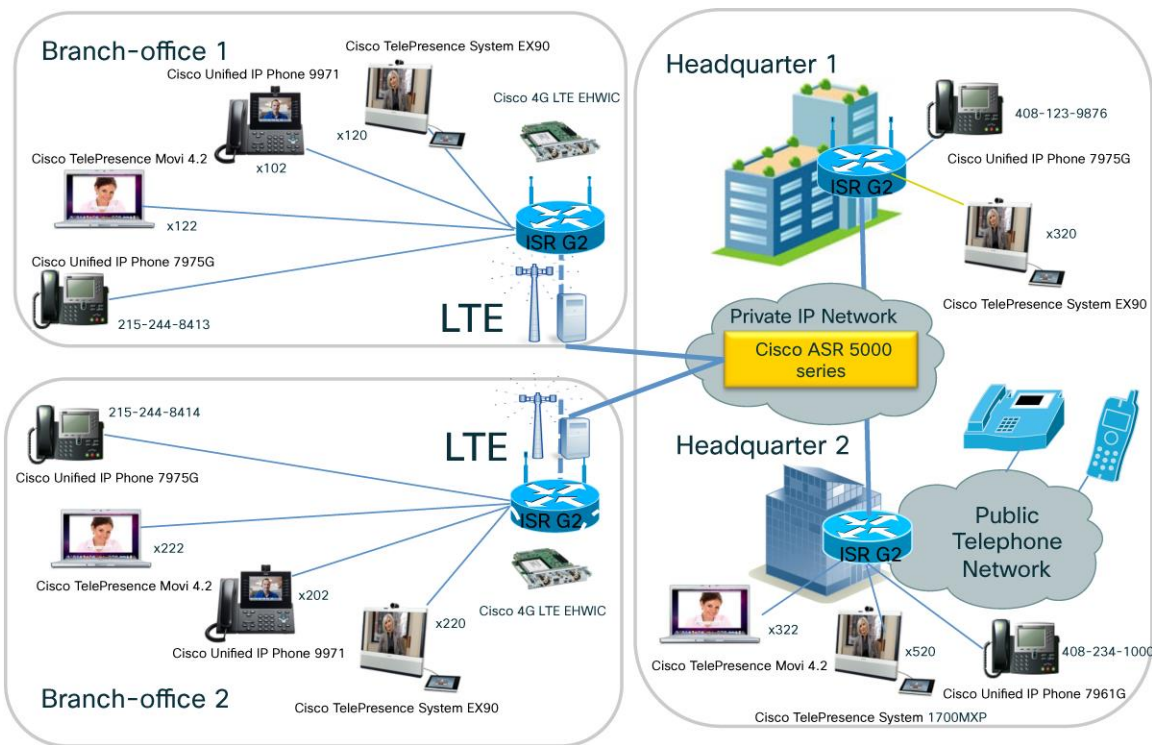 Branch-office 1
Cisco TelePresence System EX90
Cisco Unified IP Phone 9971
Cisco 4G LTE EHWIC
x120
Cisco TelePresence Movi 4.2
x102
x122
ISR G2
Cisco Unified IP Phone 7975G
215-244-8413
LTE
215-244-8414
Cisco Unified IP Phone 7975G
LTE
ISR G2
x222
Cisco TelePresence Movi 4.2
x202
Cisco 4G LTE EHWIC
x220
Cisco Unified IP Phone 9971
Branch-office 2
Cisco TelePresence System EX90
Headquarter 1
408-123-9876
Cisco Unified IP Phone 7975G
ISR G2
x320
Cisco TelePresence System EX90
Private IP Network
Cisco ASR 5000
series
Headquarter 2
Public
Telephone
Network
ISR G2
x322
x520
408-234-1000
Cisco TelePresence Movi 4.2
Cisco Unified IP Phone 7961G
Cisco TelePresence System 1700MXP